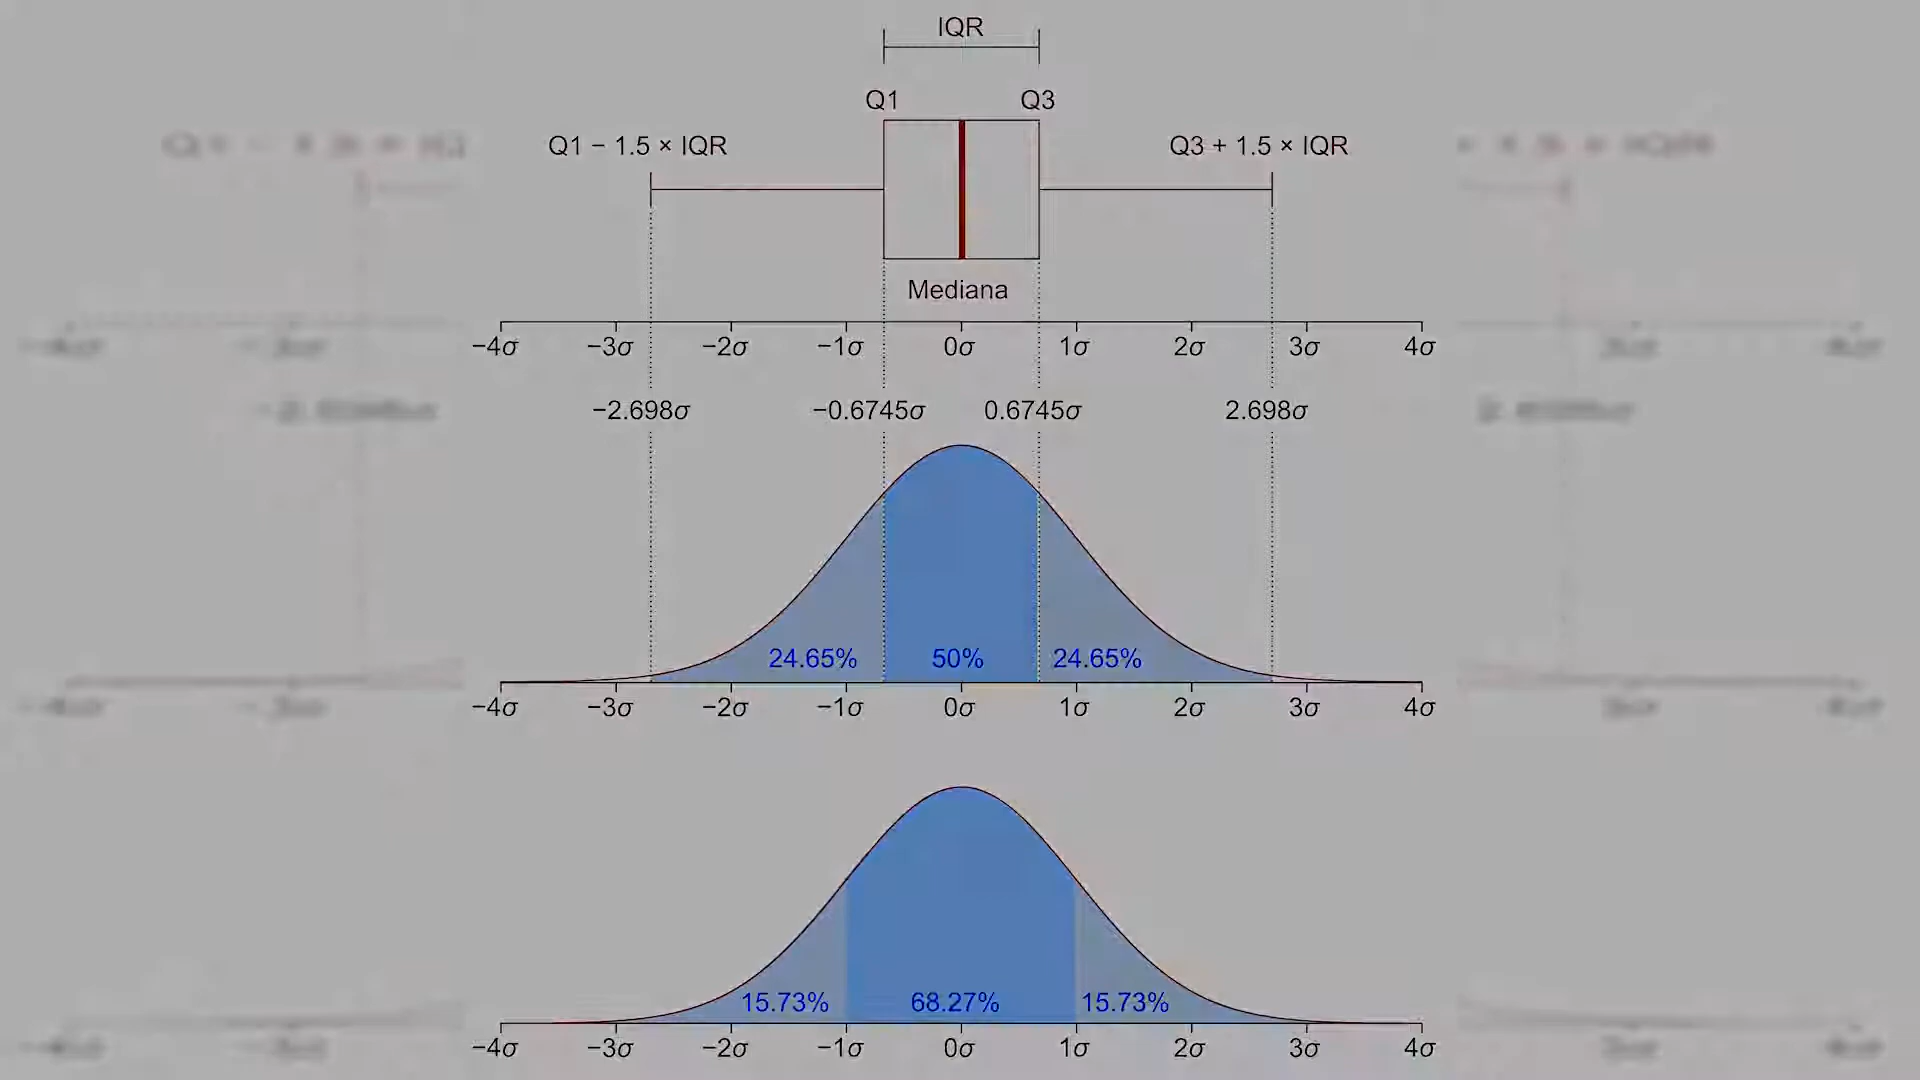 IQR
Q1 Q3
Q1 − 1.5 × IQR Q3 + 1.5 × IQR
Mediana
−4σ −3σ −2σ −1σ 0σ 1σ 2σ 3σ 4σ
−2.698σ −0.6745σ 0.6745σ 2.698σ
24.65% 50% 24.65%
−4σ −3σ −2σ −1σ 0σ 1σ 2σ 3σ 4σ
15.73% 68.27% 15.73%
−4σ −3σ −2σ −1σ 0σ 1σ 2σ 3σ 4σ